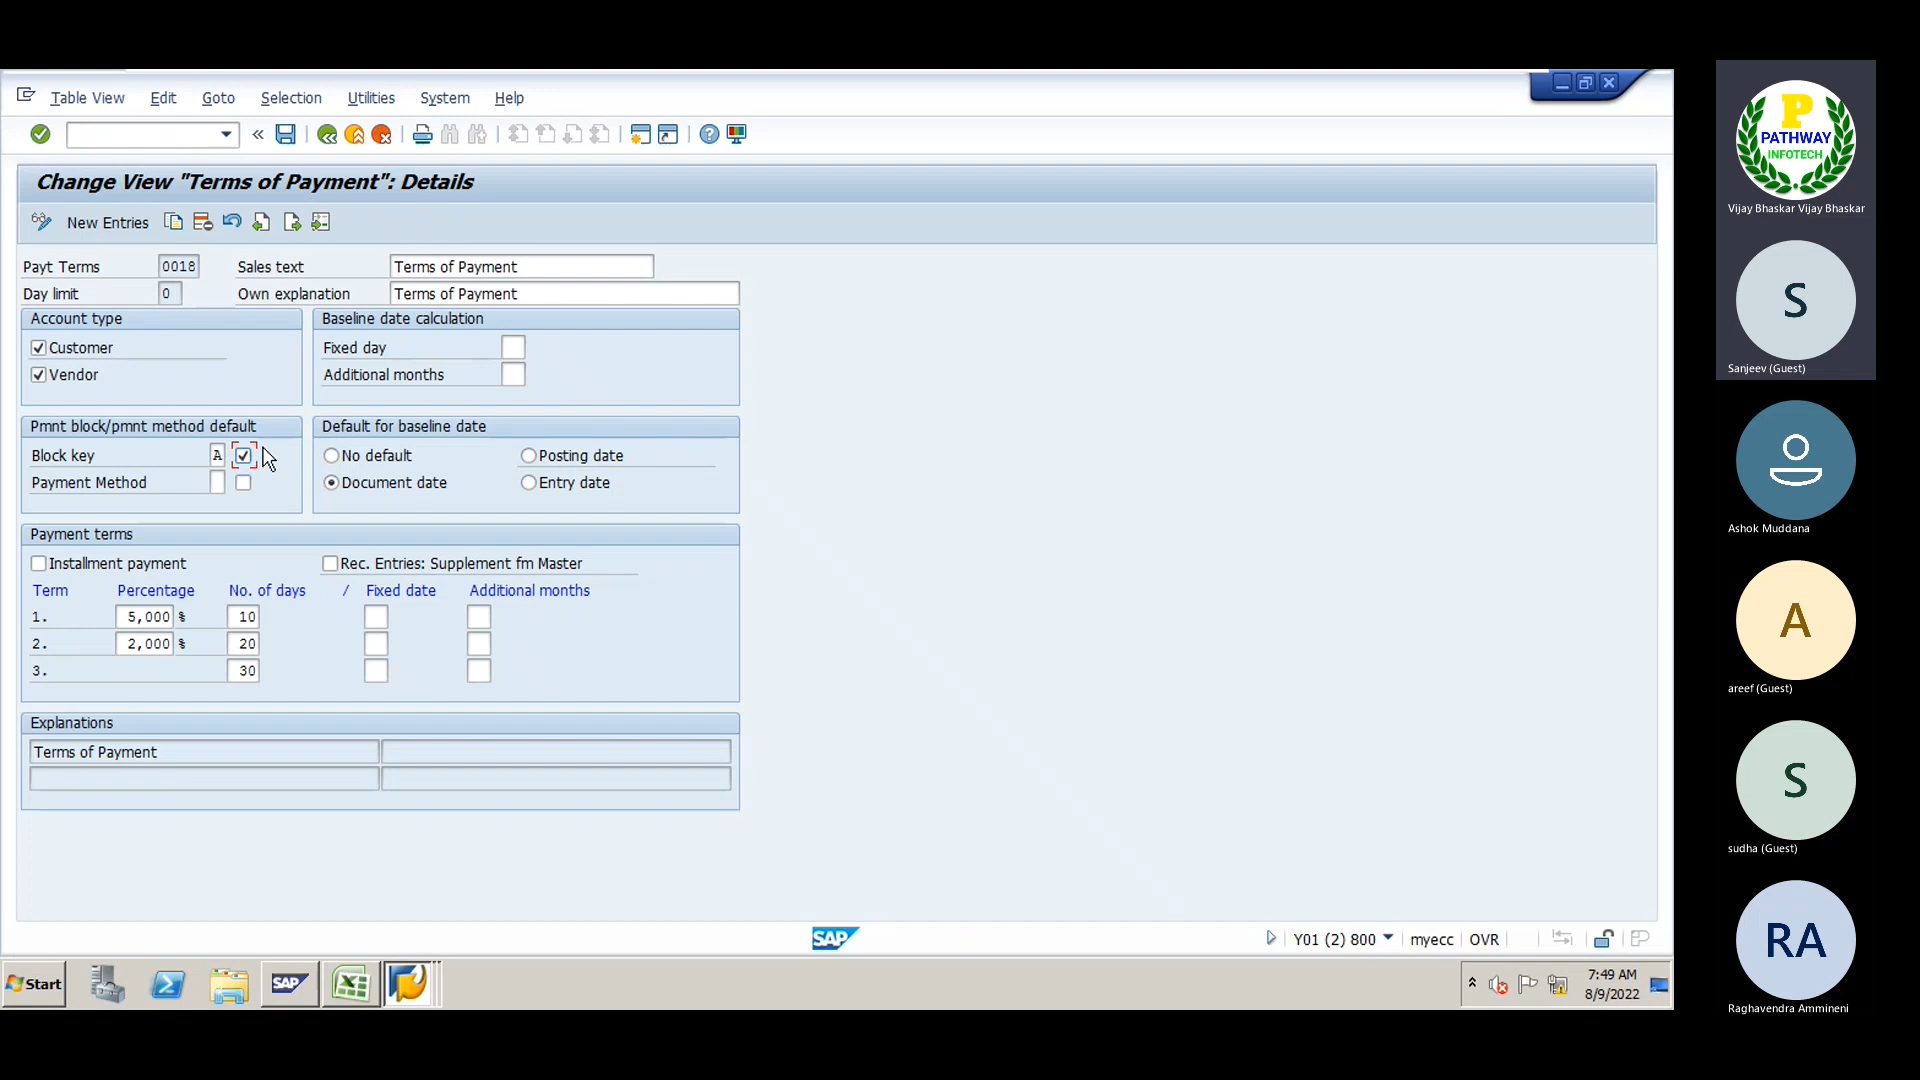 Table View Edit Goto Selection Utilities System Help
Change View "Terms of Payment": Details
New Entries
Payt Terms 0018 Sales text Terms of Payment
Day limit 0 Own explanation Terms of Payment
Account type
Customer
Vendor
Baseline date calculation
Fixed day
Additional months
Pmnt block/pmnt method default
Block key A
Payment Method
Default for baseline date
No default Posting date
Document date Entry date
Payment terms
Installment payment Rec. Entries: Supplement fm Master
Term Percentage No. of days / Fixed date Additional months
1. 5,000 % 10
2. 2,000 % 20
3. 30
Explanations
Terms of Payment
SAP
Y01 (2) 800 myecc OVR
Start
SAP
7:49 AM
8/9/2022
P
PATHWAY
INFOTECH
Vijay Bhaskar Vijay Bhaskar
S
Sanjeev (Guest)
Ashok Muddana
A
areef (Guest)
S
sudha (Guest)
RA
Raghavendra Ammineni